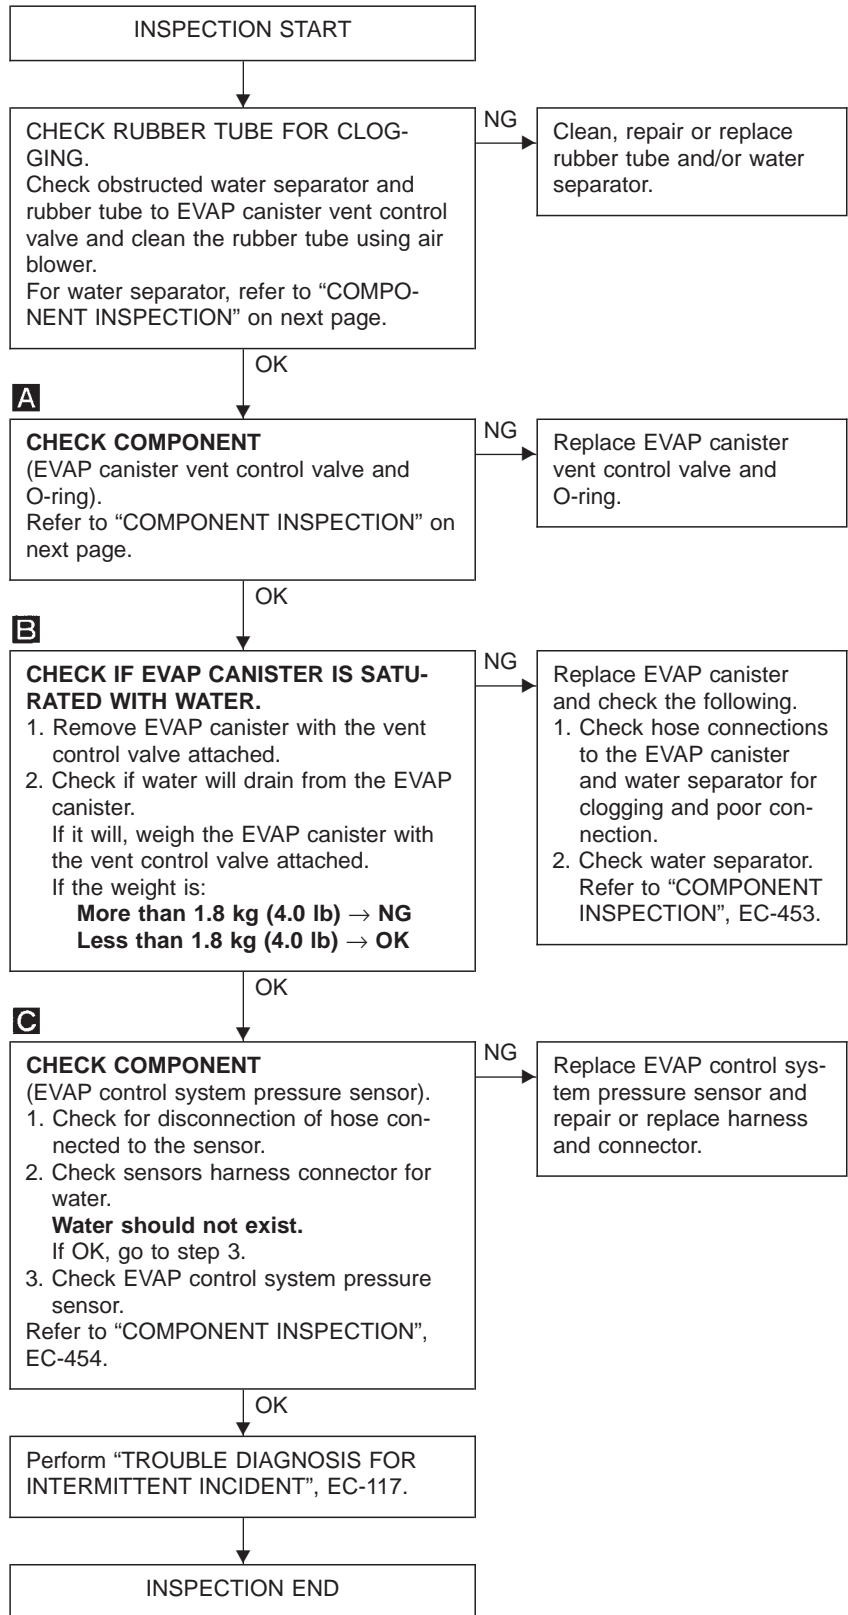 INSPECTION START
CHECK RUBBER TUBE FOR CLOG-
GING.
Check obstructed water separator and
rubber tube to EVAP canister vent control
valve and clean the rubber tube using air
blower.
For water separator, refer to “COMPO-
NENT INSPECTION” on next page.
NG
Clean, repair or replace
rubber tube and/or water
separator.
OK
A
CHECK COMPONENT
(EVAP canister vent control valve and
O-ring).
Refer to “COMPONENT INSPECTION” on
next page.
NG
Replace EVAP canister
vent control valve and
O-ring.
OK
B
CHECK IF EVAP CANISTER IS SATU-
RATED WITH WATER.
1. Remove EVAP canister with the vent
control valve attached.
2. Check if water will drain from the EVAP
canister.
If it will, weigh the EVAP canister with
the vent control valve attached.
If the weight is:
More than 1.8 kg (4.0 lb) → NG
Less than 1.8 kg (4.0 lb) → OK
NG
Replace EVAP canister
and check the following.
1. Check hose connections
to the EVAP canister
and water separator for
clogging and poor con-
nection.
2. Check water separator.
Refer to “COMPONENT
INSPECTION”, EC-453.
OK
C
CHECK COMPONENT
(EVAP control system pressure sensor).
1. Check for disconnection of hose con-
nected to the sensor.
2. Check sensors harness connector for
water.
Water should not exist.
If OK, go to step 3.
3. Check EVAP control system pressure
sensor.
Refer to “COMPONENT INSPECTION”,
EC-454.
NG
Replace EVAP control sys-
tem pressure sensor and
repair or replace harness
and connector.
OK
Perform “TROUBLE DIAGNOSIS FOR
INTERMITTENT INCIDENT”, EC-117.
INSPECTION END